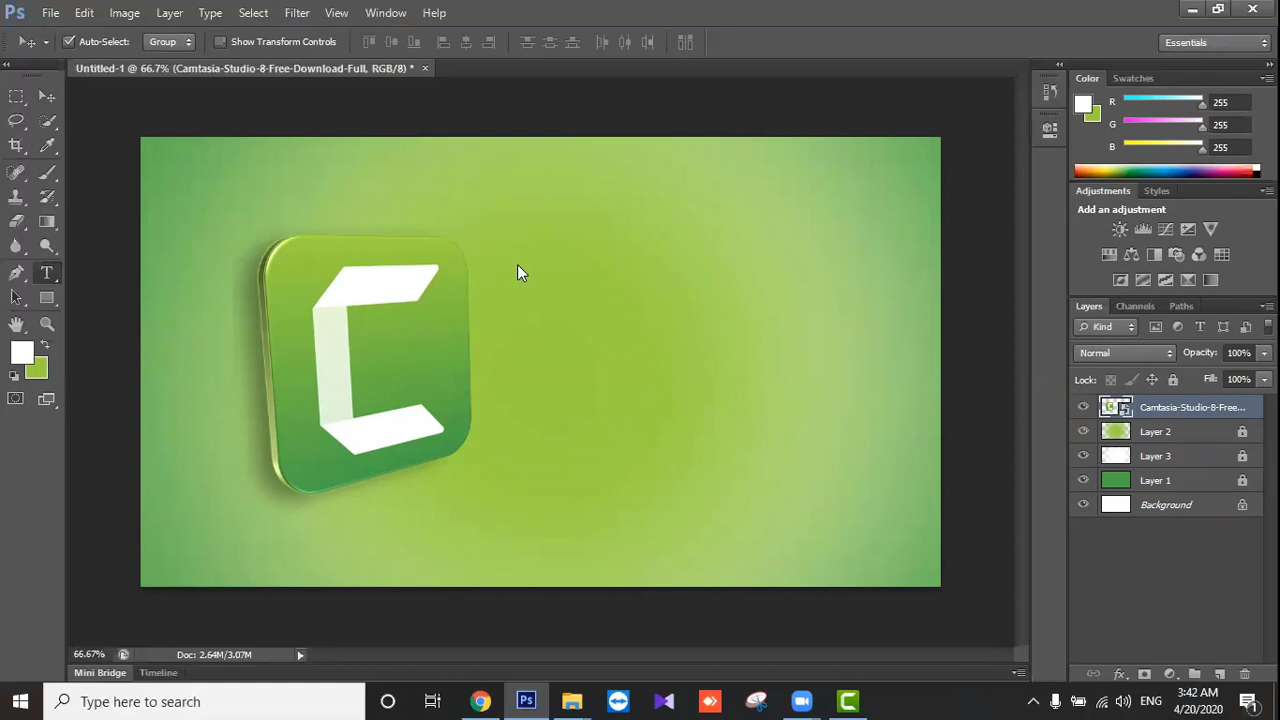 Ps File Edit Image Layer Type Select Filter View Window Help
Auto-Select: Group Show Transform Controls Essentials
Untitled-1 @ 66.7% (Camtasia-Studio-8-Free-Download-Full, RGB/8) * ×
Color Swatches
R 255
G 255
B 255
Adjustments Styles
Add an adjustment
T
Layers Channels Paths
Kind T
Normal Opacity: 100%
Lock: Fill: 100%
Camtasia-Studio-8-Free...
Layer 2
Layer 3
Layer 1
Background
66.67% Doc: 2.64M/3.07M
fx
Mini Bridge Timeline
Type here to search Ps ENG 3:42 AM
4/20/2020 1